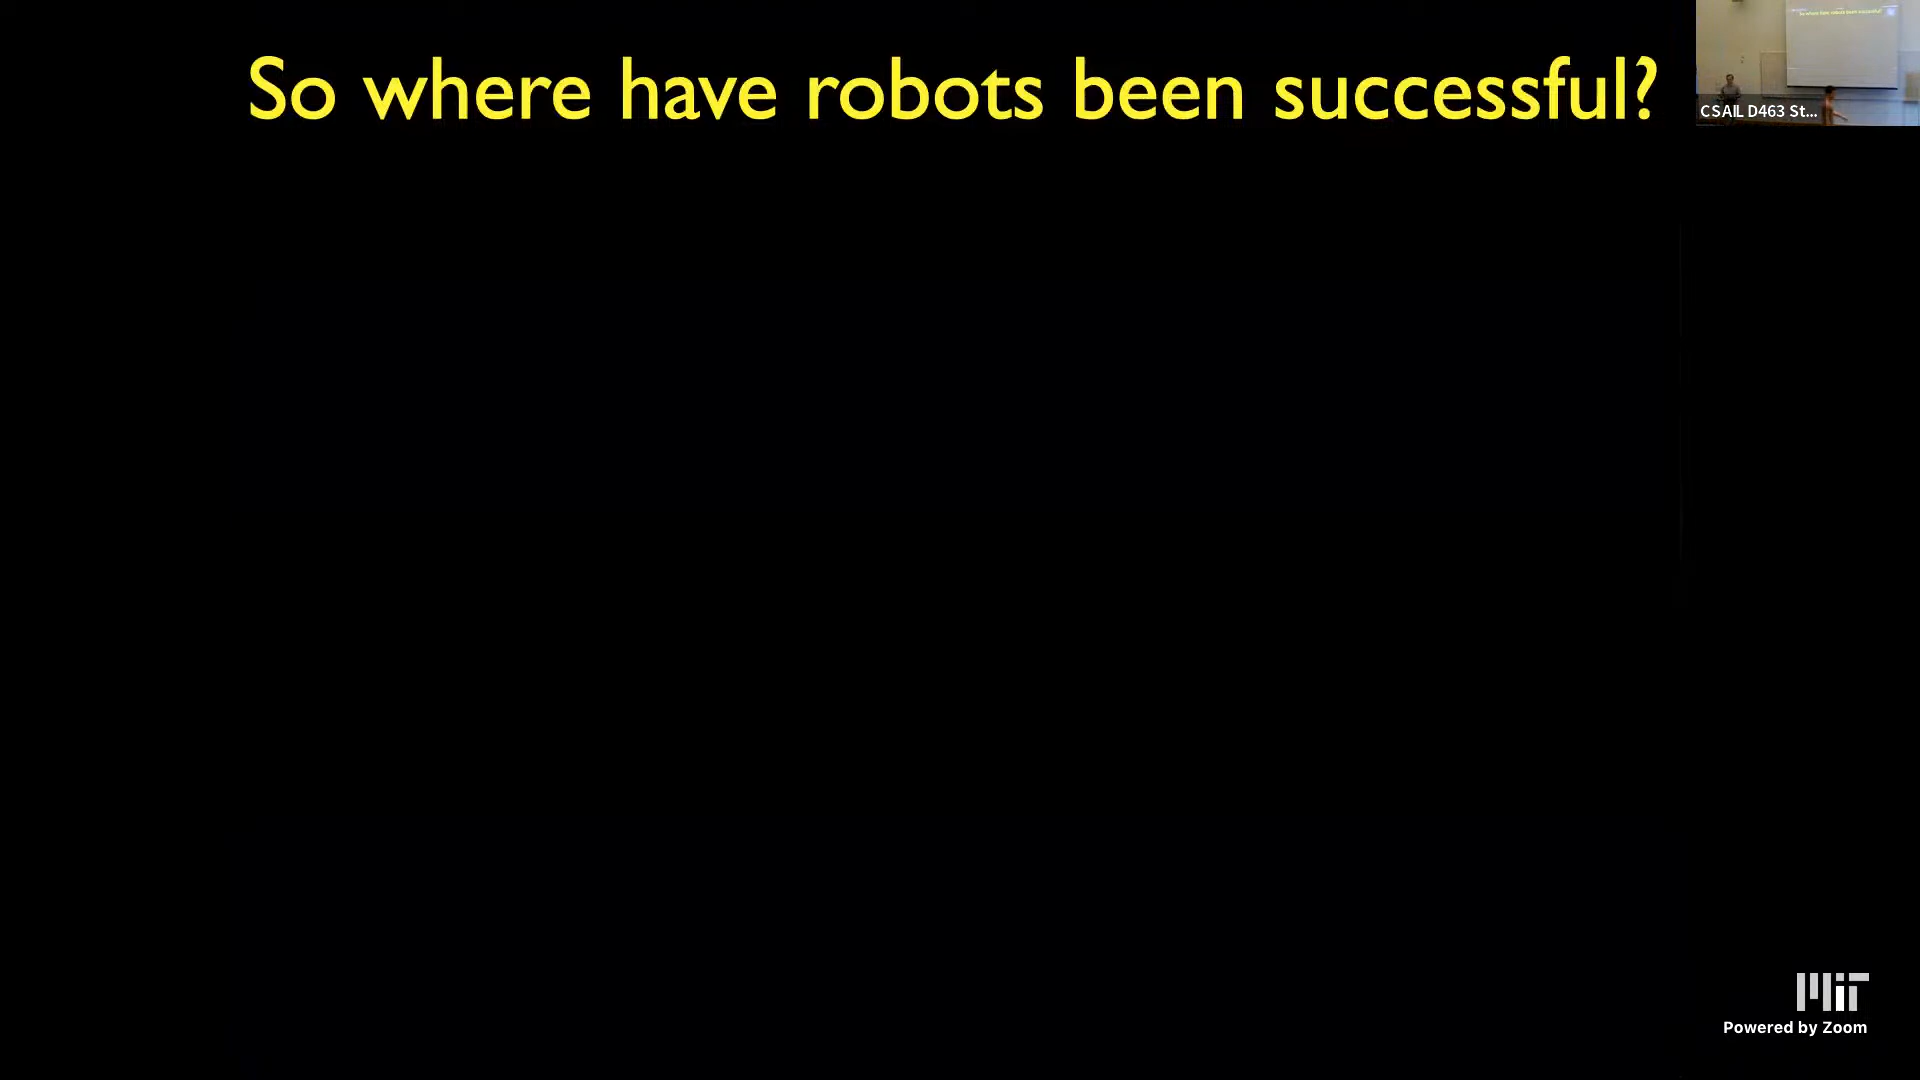 So where have robots been successful?
CSAIL D463 St...
MIT
Powered by Zoom